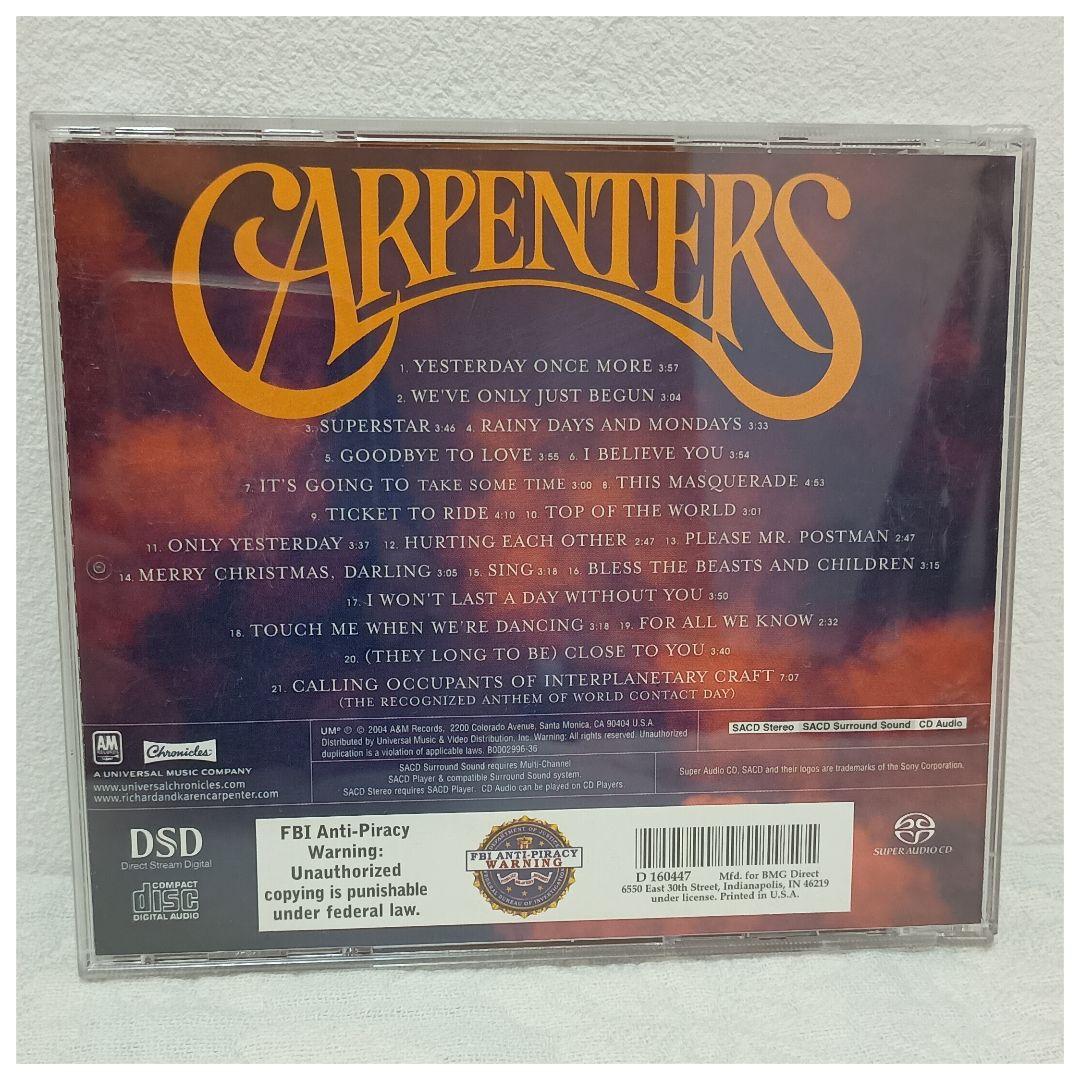 CARPENTERS
1. YESTERDAY ONCE MORE 3:57
2. WE'VE ONLY JUST BEGUN 3:04
3. SUPERSTAR 3:46 4. RAINY DAYS AND MONDAYS 3:33
5. GOODBYE TO LOVE 3:55 6. I BELIEVE YOU 3:54
7. IT'S GOING TO TAKE SOME TIME 3:00 8. THIS MASQUERADE 4:53
9. TICKET TO RIDE 4:10 10. TOP OF THE WORLD 3:01
11. ONLY YESTERDAY 3:37 12. HURTING EACH OTHER 2:47 13. PLEASE MR. POSTMAN 2:47
14. MERRY CHRISTMAS, DARLING 3:05 15. SING 3:18 16. BLESS THE BEASTS AND CHILDREN 3:15
17. I WON'T LAST A DAY WITHOUT YOU 3:50
18. TOUCH ME WHEN WE'RE DANCING 3:18 19. FOR ALL WE KNOW 2:32
20. (THEY LONG TO BE) CLOSE TO YOU 3:40
21. CALLING OCCUPANTS OF INTERPLANETARY CRAFT 7:07
(THE RECOGNIZED ANTHEM OF WORLD CONTACT DAY)
AM
Chronicles
A UNIVERSAL MUSIC COMPANY
www.universalchronicles.com
www.richardandkarencarpenter.com
UM® ℗ © 2004 A&M Records, 2200 Colorado Avenue, Santa Monica, CA 90404 U.S.A.
Distributed by Universal Music & Video Distribution, Inc. Warning: All rights reserved. Unauthorized
duplication is a violation of applicable laws. B0002996-36
SACD Surround Sound requires Multi-Channel
SACD Player & compatible Surround Sound system.
SACD Stereo requires SACD Player. CD Audio can be played on CD Players.
SACD Stereo SACD Surround Sound CD Audio
Super Audio CD, SACD and their logos are trademarks of the Sony Corporation.
DSD
Direct Stream Digital
COMPACT
disc
DIGITAL AUDIO
FBI Anti-Piracy
Warning:
Unauthorized
copying is punishable
under federal law.
DEPARTMENT OF JUSTICE
FBI ANTI-PIRACY
WARNING
FEDERAL BUREAU OF INVESTIGATION
D 160447 Mfd. for BMG Direct
6550 East 30th Street, Indianapolis, IN 46219
under license. Printed in U.S.A.
SUPER AUDIO CD